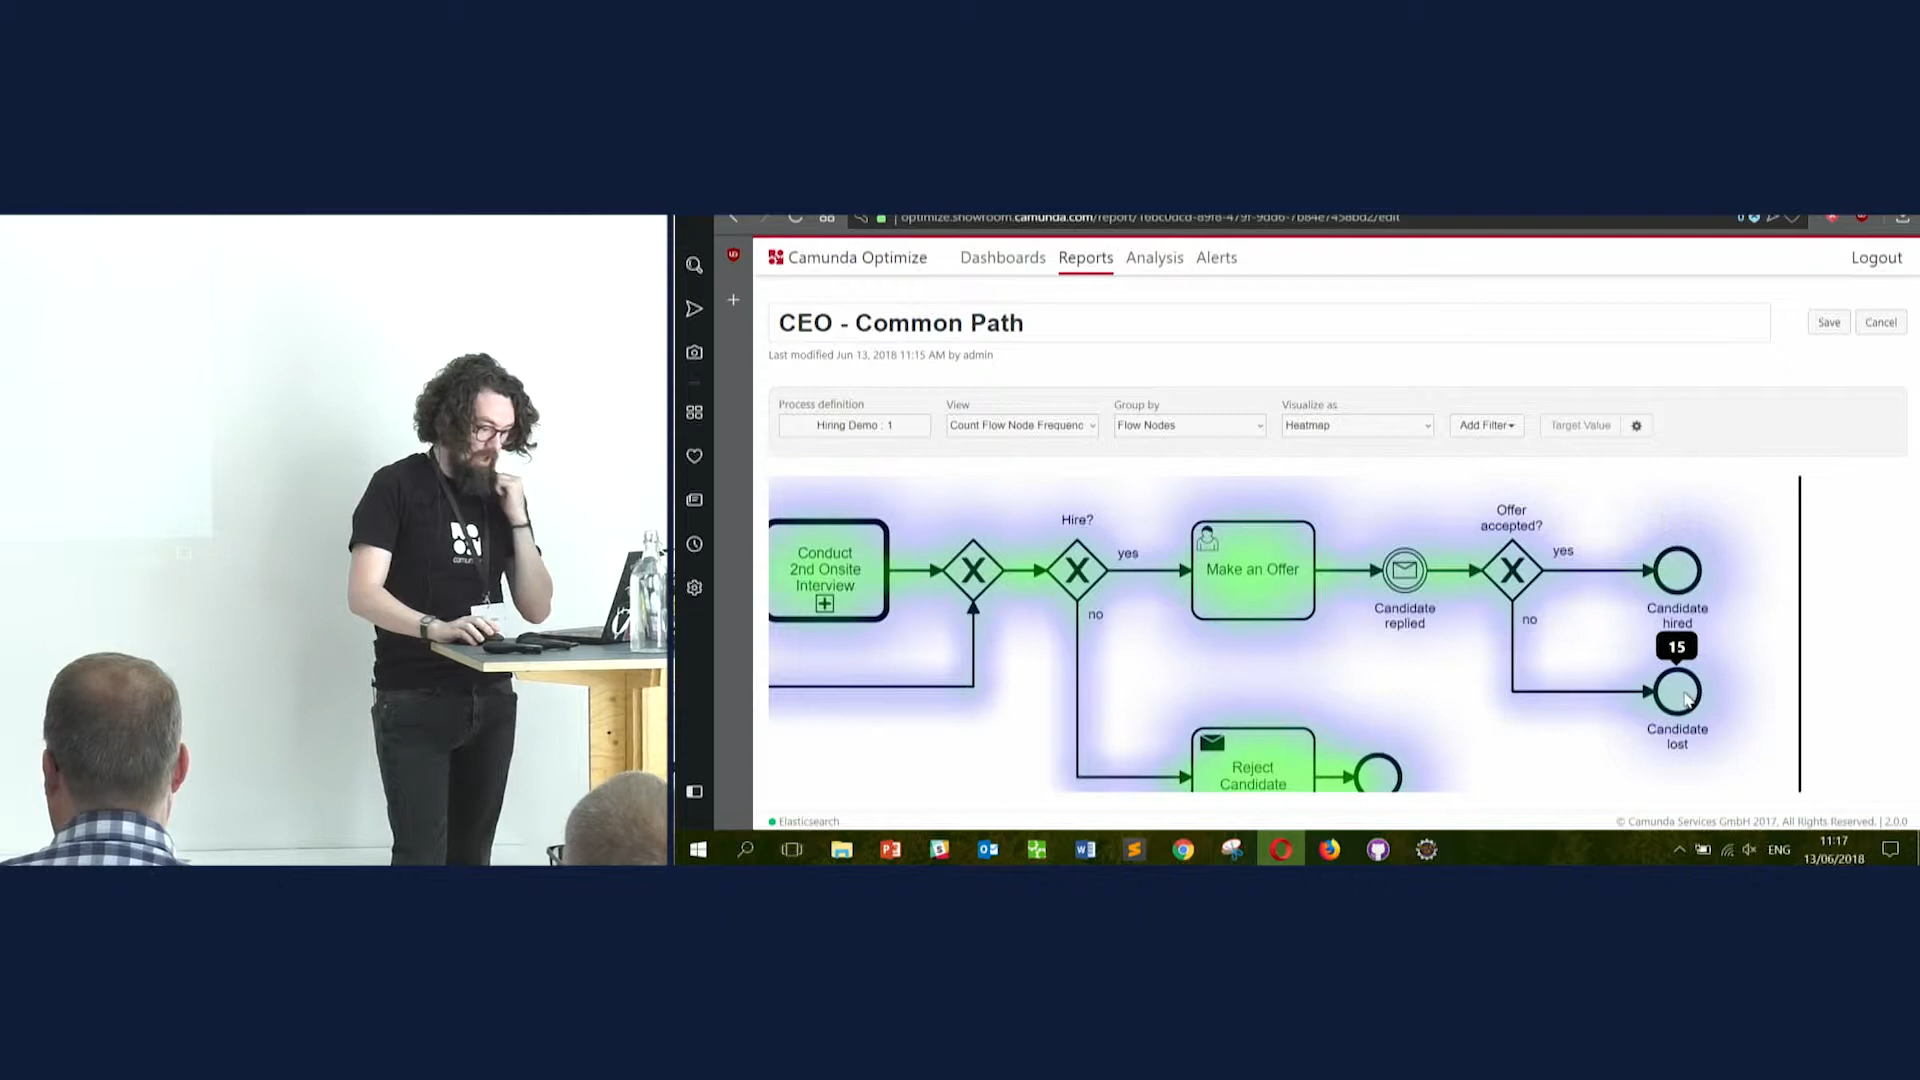 optimize.showroom.camunda.com/report/
Camunda Optimize Dashboards Reports Analysis Alerts Logout
CEO - Common Path
Save Cancel
Last modified Jun 13, 2018 11:15 AM by admin
Process definition View Group by Visualize as
Hiring Demo : 1 Count Flow Node Frequenc Flow Nodes Heatmap Add Filter Target Value
Offer
accepted?
Hire?
Conduct
2nd Onsite
Interview
X
X
yes
Make an Offer
X
yes
Candidate
replied
Candidate
hired
no
no
15
Candidate
lost
Reject
Candidate
Elasticsearch
© Camunda Services GmbH 2017, All Rights Reserved. | 2.0.0
ENG
11:17
13/06/2018